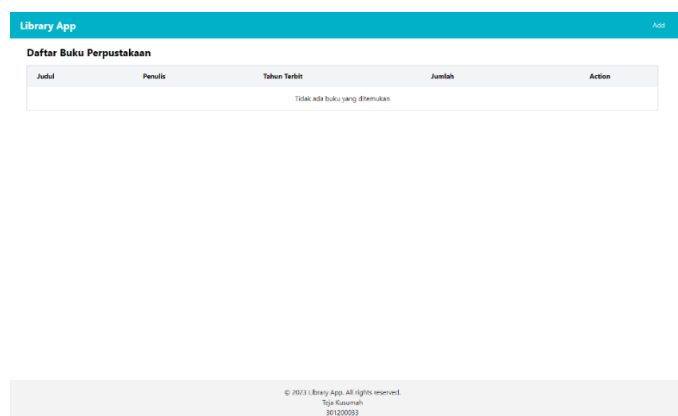 Library App Add
Daftar Buku Perpustakaan
Judul Penulis Tahun Terbit Jumlah Action
Tidak ada buku yang ditemukan
© 2023 Library App. All rights reserved.
Teja Kusumah
301200033